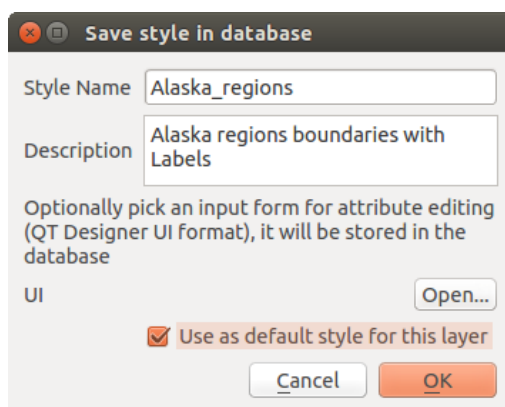 Save style in database
Style Name Alaska_regions
Description Alaska regions boundaries with
Labels
Optionally pick an input form for attribute editing
(QT Designer UI format), it will be stored in the
database
UI Open...
Use as default style for this layer
Cancel OK